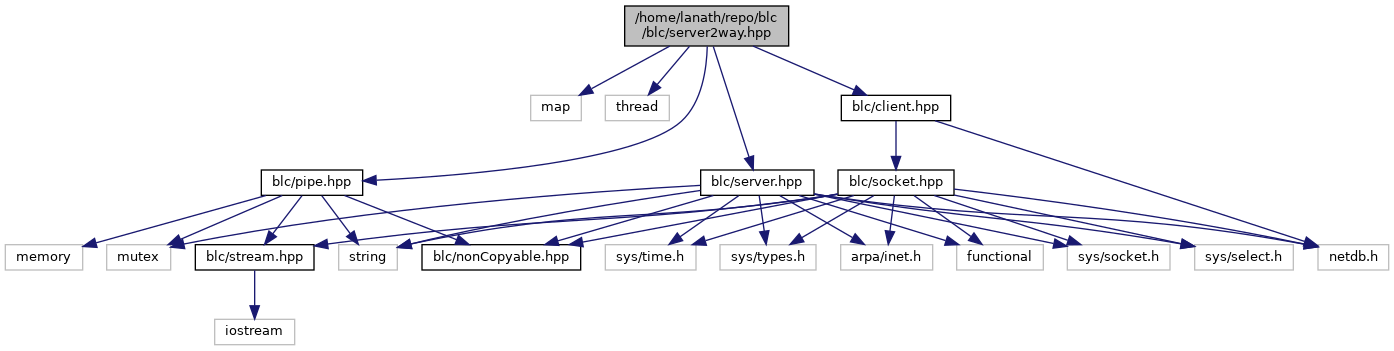 /home/lanath/repo/blc
/blc/server2way.hpp
map
thread
blc/client.hpp
blc/pipe.hpp
blc/server.hpp
blc/socket.hpp
memory
mutex
blc/stream.hpp
string
blc/nonCopyable.hpp
sys/time.h
sys/types.h
arpa/inet.h
functional
sys/socket.h
sys/select.h
netdb.h
iostream